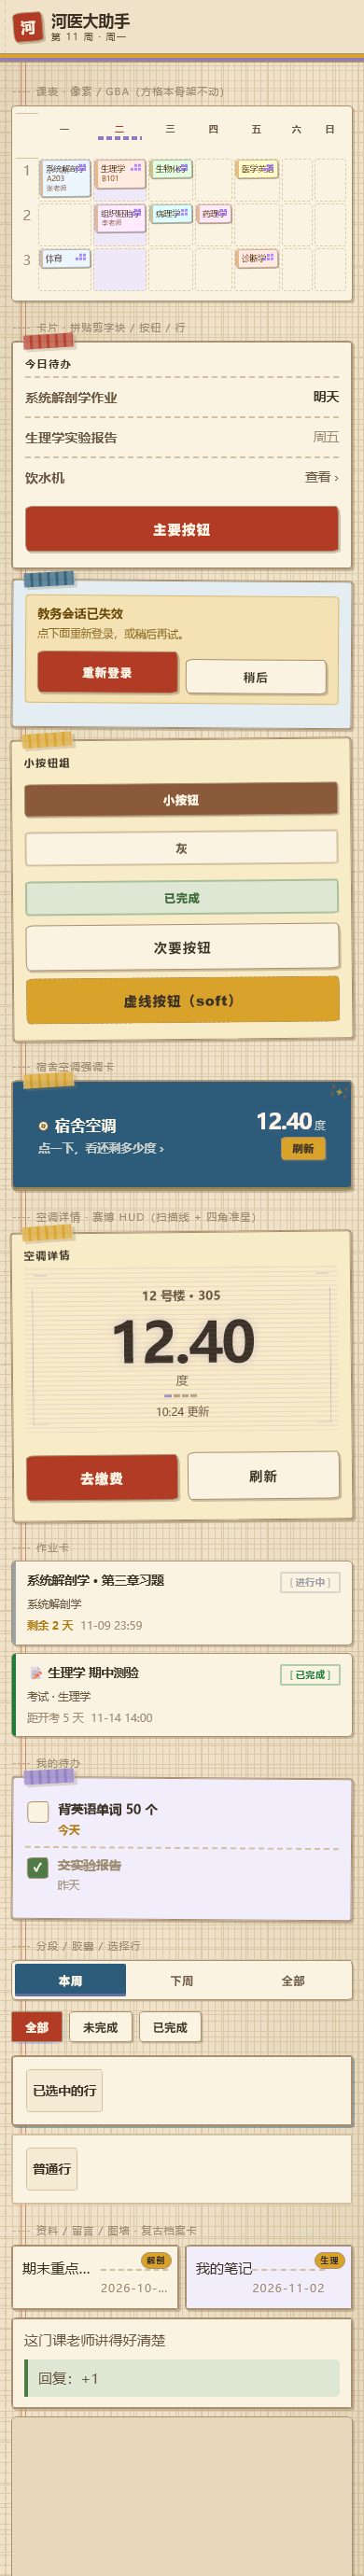 河
河医大助手
第 11 周 · 周一
课表 · 像素 / GBA（方格本骨架不动）
一 二 三 四 五 六 日
1
系统解剖学
A203
张老师
生理学
B101
生物化学
医学英语
2
组织胚胎学
李老师
病理学
药理学
3
体育
诊断学
卡片 · 拼贴剪字块 / 按钮 / 行
今日待办
系统解剖学作业 明天
生理学实验报告 周五
饮水机 查看 ›
主要按钮
教务会话已失效
点下面重新登录，或稍后再试。
重新登录 稍后
小按钮组
小按钮
灰
已完成
次要按钮
虚线按钮（soft）
宿舍空调强调卡
宿舍空调
点一下，看还剩多少度 ›
12.40 度
刷新
空调详情 · 赛博 HUD（扫描线 + 四角准星）
空调详情
12 号楼 · 305
12.40
度
10:24 更新
去缴费 刷新
作业卡
系统解剖学 • 第三章习题
[ 进行中 ]
系统解剖学
剩余 2 天 11-09 23:59
生理学 期中测验
[ 已完成 ]
考试 · 生理学
距开考 5 天 11-14 14:00
我的待办
背英语单词 50 个
今天
交实验报告
昨天
分段 / 胶囊 / 选择行
本周 下周 全部
全部 未完成 已完成
已选中的行
普通行
资料 / 留言 / 图墙 · 复古档案卡
期末重点…
解剖
2026-10-…
我的笔记
生理
2026-11-02
这门课老师讲得好清楚
回复：+1